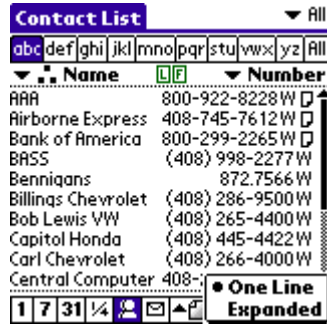 Contact List All
abc def ghi jkl mno pqr stu vwx yz All
Name L F Number
AAA 800-922-8228 W
Airborne Express 408-745-7612 W
Bank of America 800-299-2265 W
BASS (408) 998-2277 W
Bennigans 872.7566 W
Billings Chevrolet (408) 286-9500 W
Bob Lewis VW (408) 265-4400 W
Capitol Honda (408) 445-4422 W
Carl Chevrolet (408) 266-4000 W
Central Computer 408-
One Line
Expanded
1 7 31